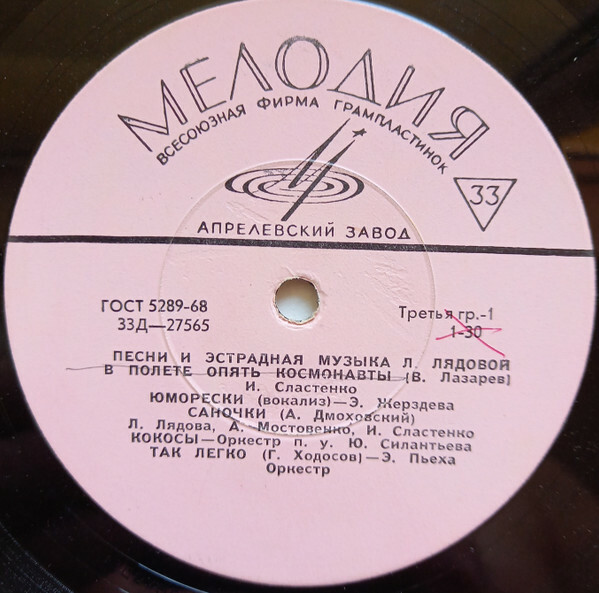 МЕЛОДИЯ
ВСЕСОЮЗНАЯ ФИРМА ГРАМПЛАСТИНОК
33
АПРЕЛЕВСКИЙ ЗАВОД
ГОСТ 5289-68
33Д—27565
Третья гр.-1
1-30
ПЕСНИ И ЭСТРАДНАЯ МУЗЫКА Л. ЛЯДОВОЙ
В ПОЛЕТЕ ОПЯТЬ КОСМОНАВТЫ (В. Лазарев)
И. Сластенко
ЮМОРЕСКИ (вокализ)—Э. Жерздева
САНОЧКИ (А. Дмоховский)
Л. Лядова, А. Мостовенко, И. Сластенко
КОКОСЫ—Оркестр п. у. Ю. Силантьева
ТАК ЛЕГКО (Г. Ходосов)—Э. Пьеха
Оркестр